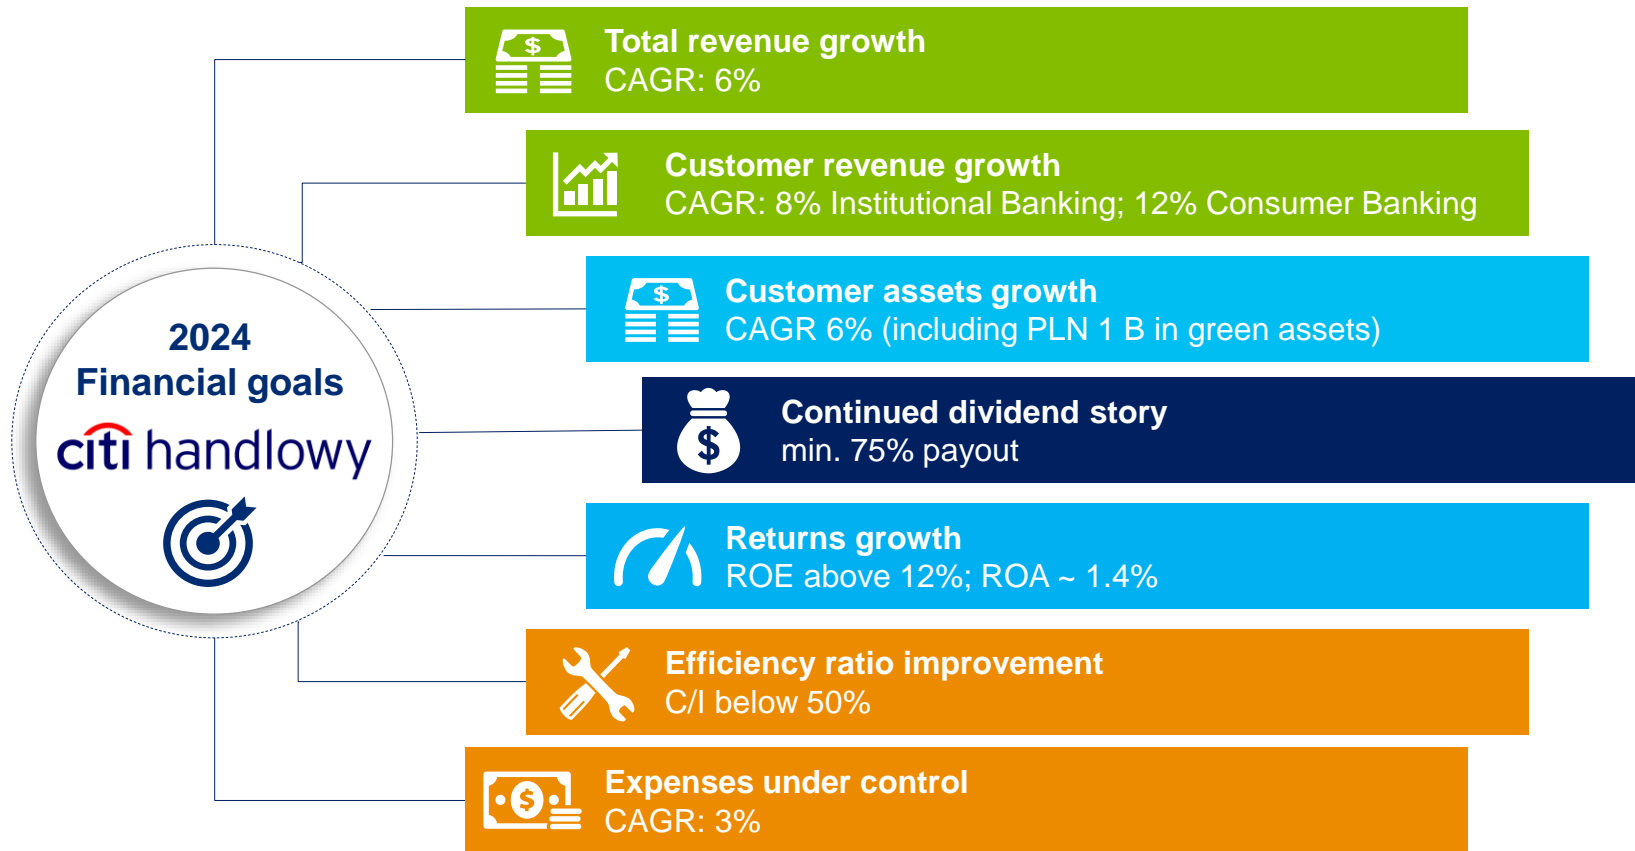 2024
Financial goals
citi handlowy
Total revenue growth
CAGR: 6%
Customer revenue growth
CAGR: 8% Institutional Banking; 12% Consumer Banking
Customer assets growth
CAGR 6% (including PLN 1 B in green assets)
Continued dividend story
min. 75% payout
Returns growth
ROE above 12%; ROA ~ 1.4%
Efficiency ratio improvement
C/I below 50%
Expenses under control
CAGR: 3%